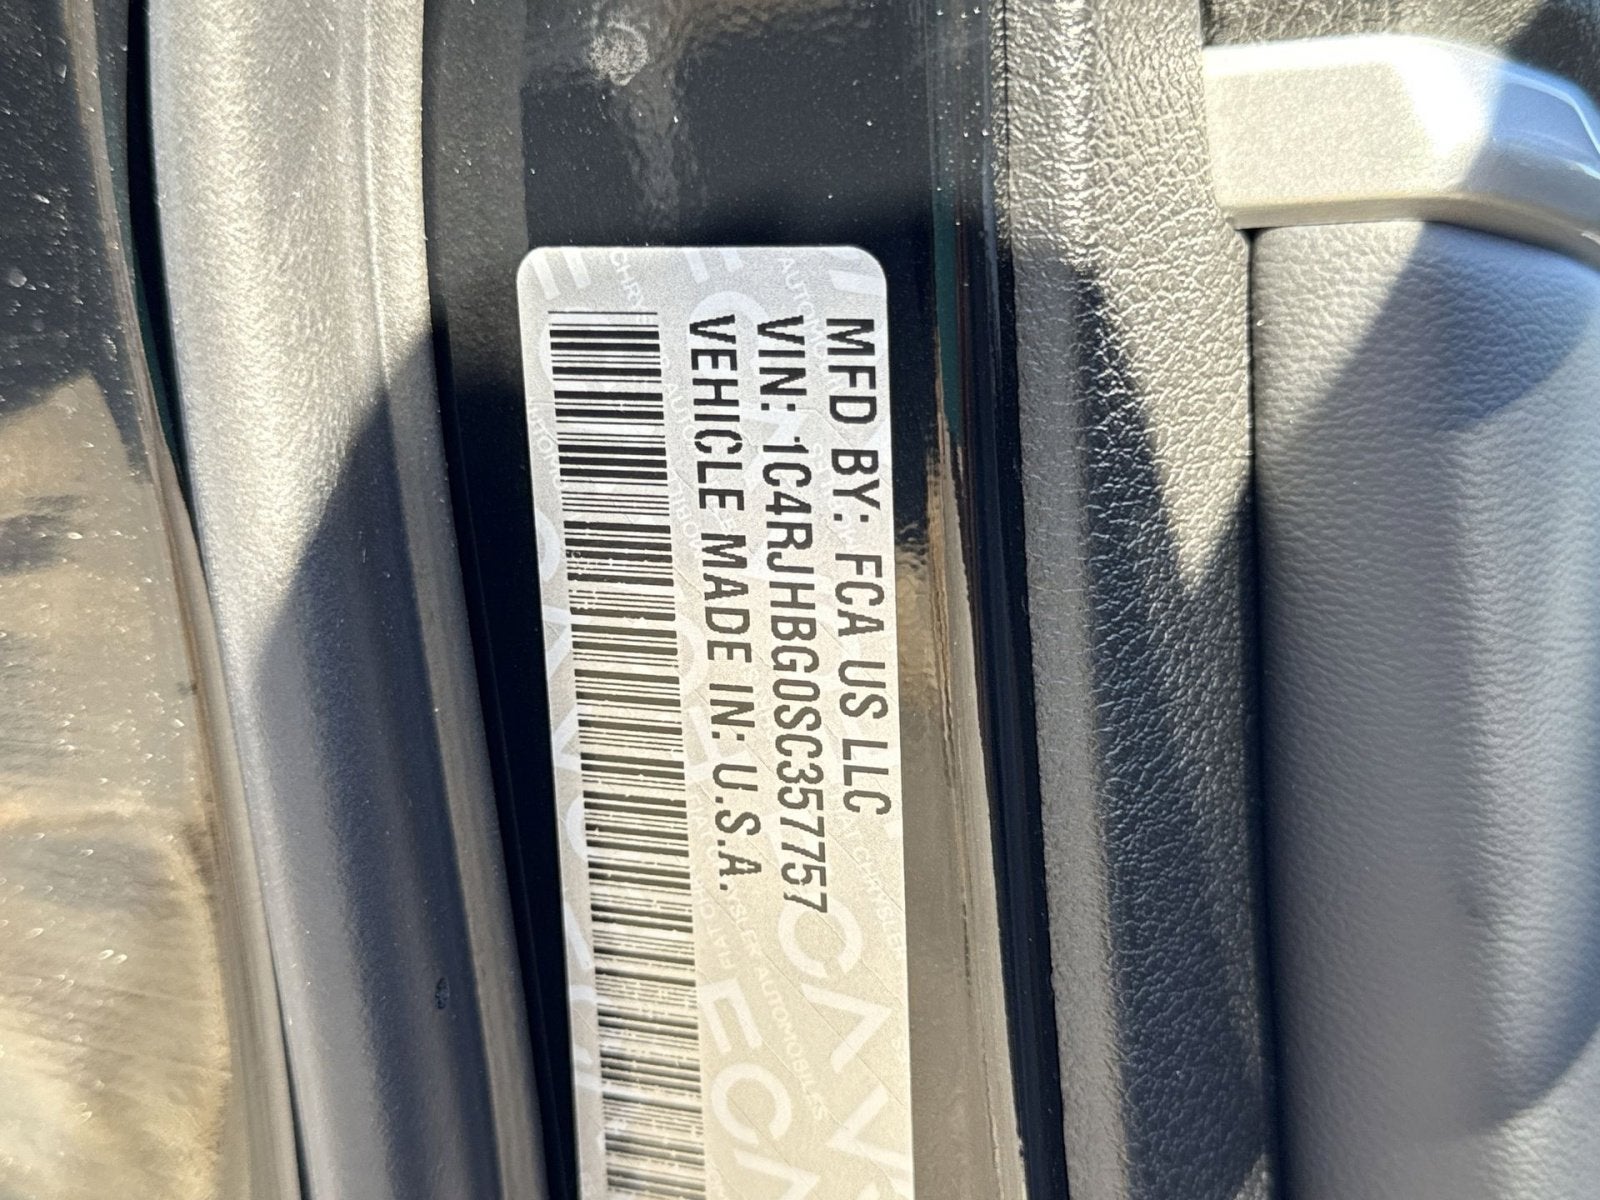 MFD BY: FCA US LLC
VIN: 1C4RJHBG0SC357757
VEHICLE MADE IN: U.S.A.